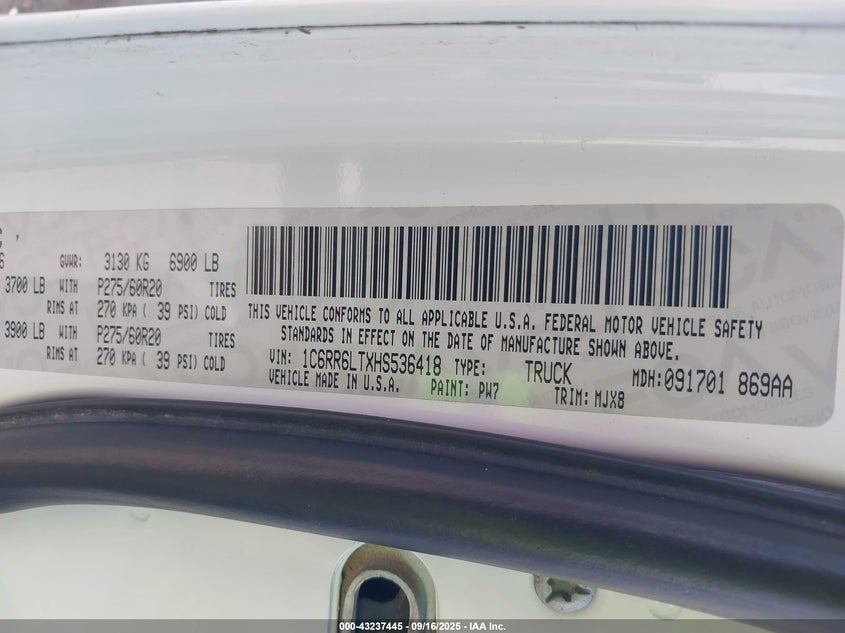 GVWR: 3130 KG 6900 LB
3700 LB WITH P275/60R20 TIRES
RIMS AT 270 KPA ( 39 PSI) COLD
3900 LB WITH P275/60R20 TIRES
RIMS AT 270 KPA ( 39 PSI) COLD
THIS VEHICLE CONFORMS TO ALL APPLICABLE U.S.A. FEDERAL MOTOR VEHICLE SAFETY
STANDARDS IN EFFECT ON THE DATE OF MANUFACTURE SHOWN ABOVE.
VIN: 1C6RR6LTXHS536418 TYPE: TRUCK MDH:091701 869AA
VEHICLE MADE IN U.S.A. PAINT: PW7 TRIM: MJX8
000-43237445 - 09/16/2025 - IAA Inc.